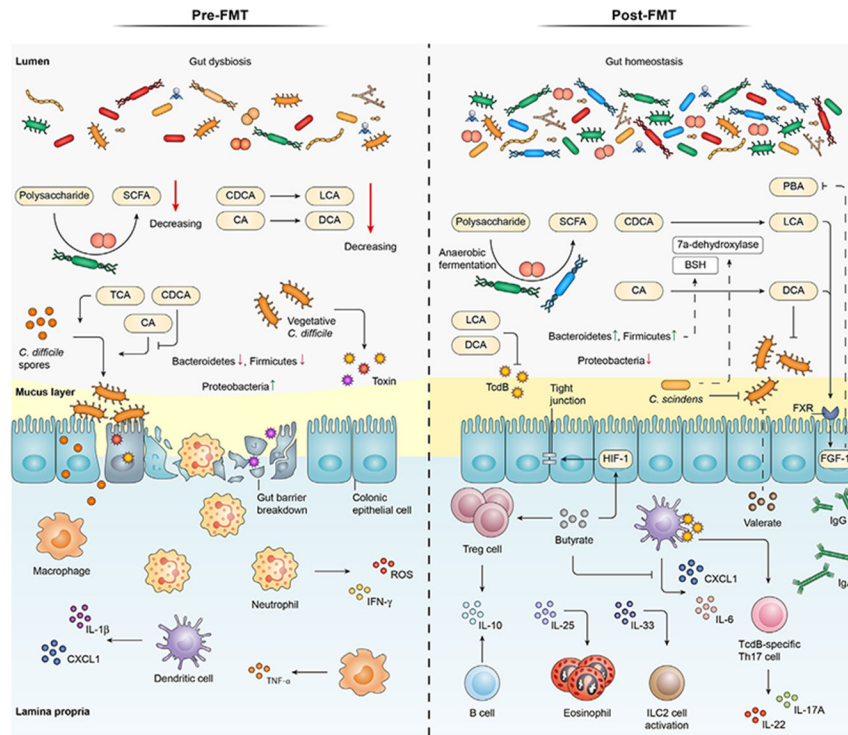 Pre-FMT
Post-FMT
Lumen
Gut dysbiosis
Polysaccharide
SCFA
Decreasing
CDCA
LCA
CA
DCA
Decreasing
TCA
CDCA
CA
C. difficile
spores
Vegetative
C. difficile
Toxin
Bacteroidetes↓, Firmicutes↓
Proteobacteria↑
Mucus layer
Gut barrier
breakdown
Colonic
epithelial cell
Macrophage
Neutrophil
ROS
IFN-γ
IL-1β
CXCL1
Dendritic cell
TNF-α
Lamina propria
Gut homeostasis
PBA
Polysaccharide
SCFA
CDCA
LCA
Anaerobic
fermentation
7a-dehydroxylase
BSH
CA
DCA
LCA
DCA
Bacteroidetes↑, Firmicutes↑
Proteobacteria↓
TcdB
Tight
junction
C. scindens
FXR
HIF-1
FGF-1
Treg cell
Butyrate
Valerate
IgG
CXCL1
IL-6
TcdB-specific
Th17 cell
IL-10
IL-25
IL-33
B cell
Eosinophil
ILC2 cell
activation
IL-17A
IL-22